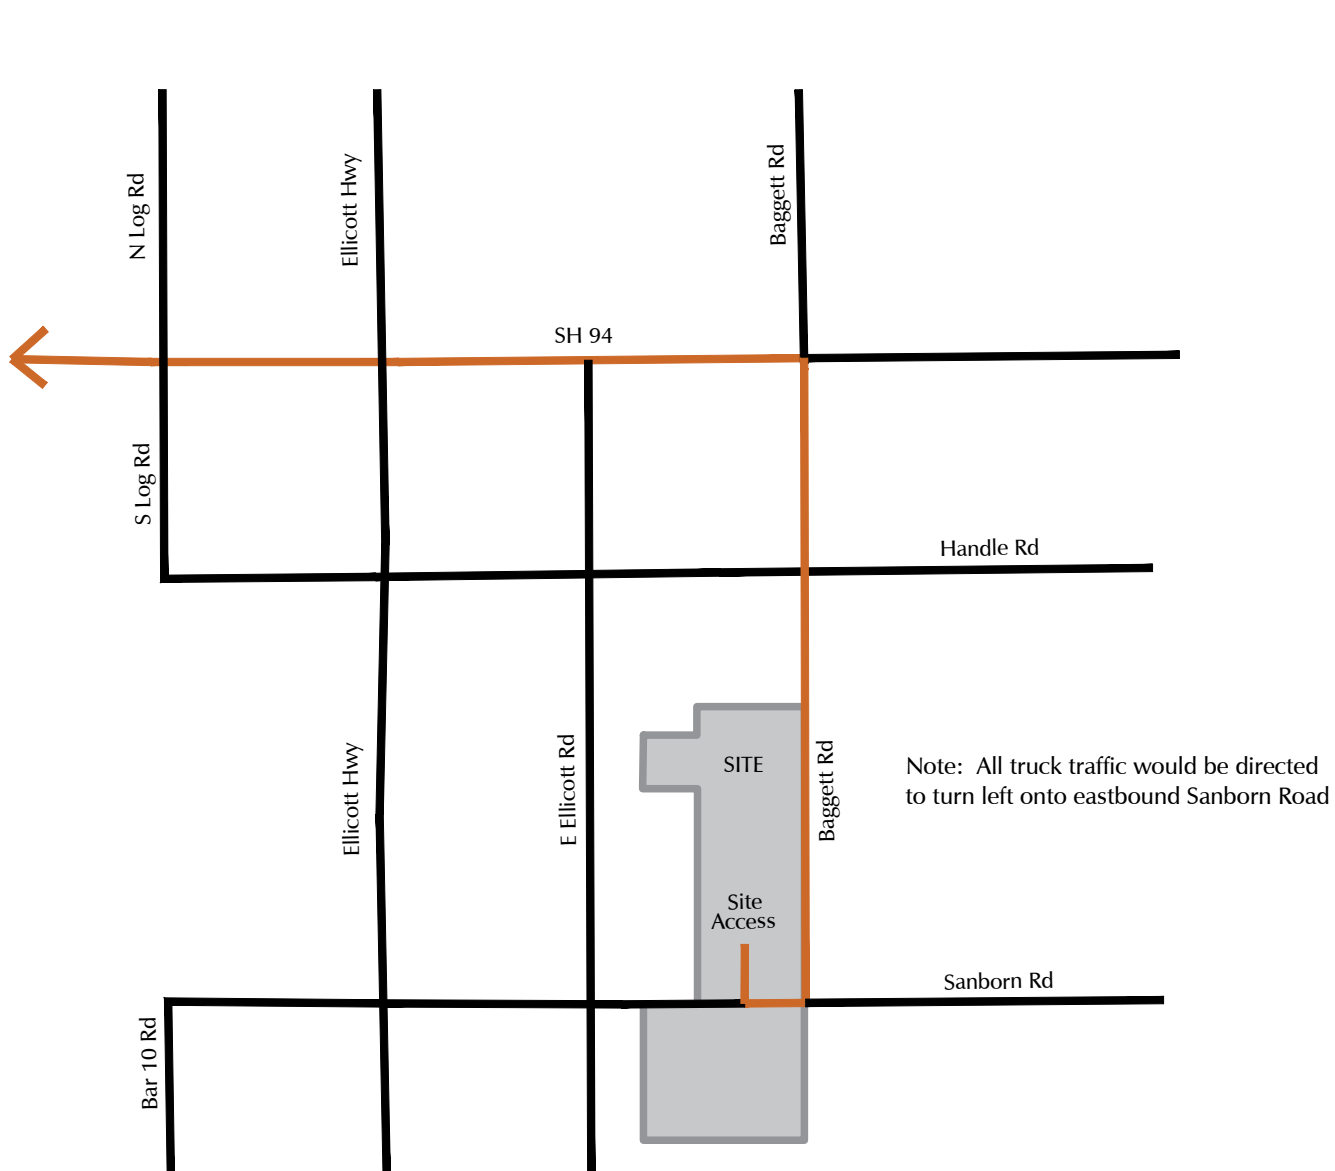 N Log Rd
Ellicott Hwy
Baggett Rd
SH 94
S Log Rd
Handle Rd
Ellicott Hwy
E Ellicott Rd
SITE
Baggett Rd
Note:  All truck traffic would be directed
to turn left onto eastbound Sanborn Road
Site
Access
Sanborn Rd
Bar 10 Rd